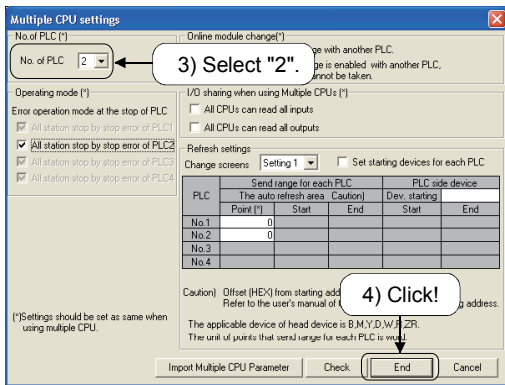 Multiple CPU settings
No.of PLC (*)
No. of PLC 2
3) Select "2".
Online module change(*)
with another PLC.
is enabled with another PLC,
be taken.
Operating mode (*)
Error operation mode at the stop of PLC
All station stop by stop error of PLC1
All station stop by stop error of PLC2
All station stop by stop error of PLC3
All station stop by stop error of PLC4
I/O sharing when using Multiple CPUs (*)
All CPUs can read all inputs
All CPUs can read all outputs
Refresh settings
Change screens Setting 1 Set starting devices for each PLC
PLC Send range for each PLC PLC side device
The auto refresh area Caution) Dev. starting
Point (*) Start End Start End
No.1 0
No.2 0
No.3
No.4
Caution) Offset (HEX) from starting address.
Refer to the user's manual of
4) Click!
The applicable device of head device is B,M,Y,D,W,R,ZR.
The unit of points that send range for each PLC is word.
(*)Settings should be set as same when
using multiple CPU.
Import Multiple CPU Parameter Check End Cancel